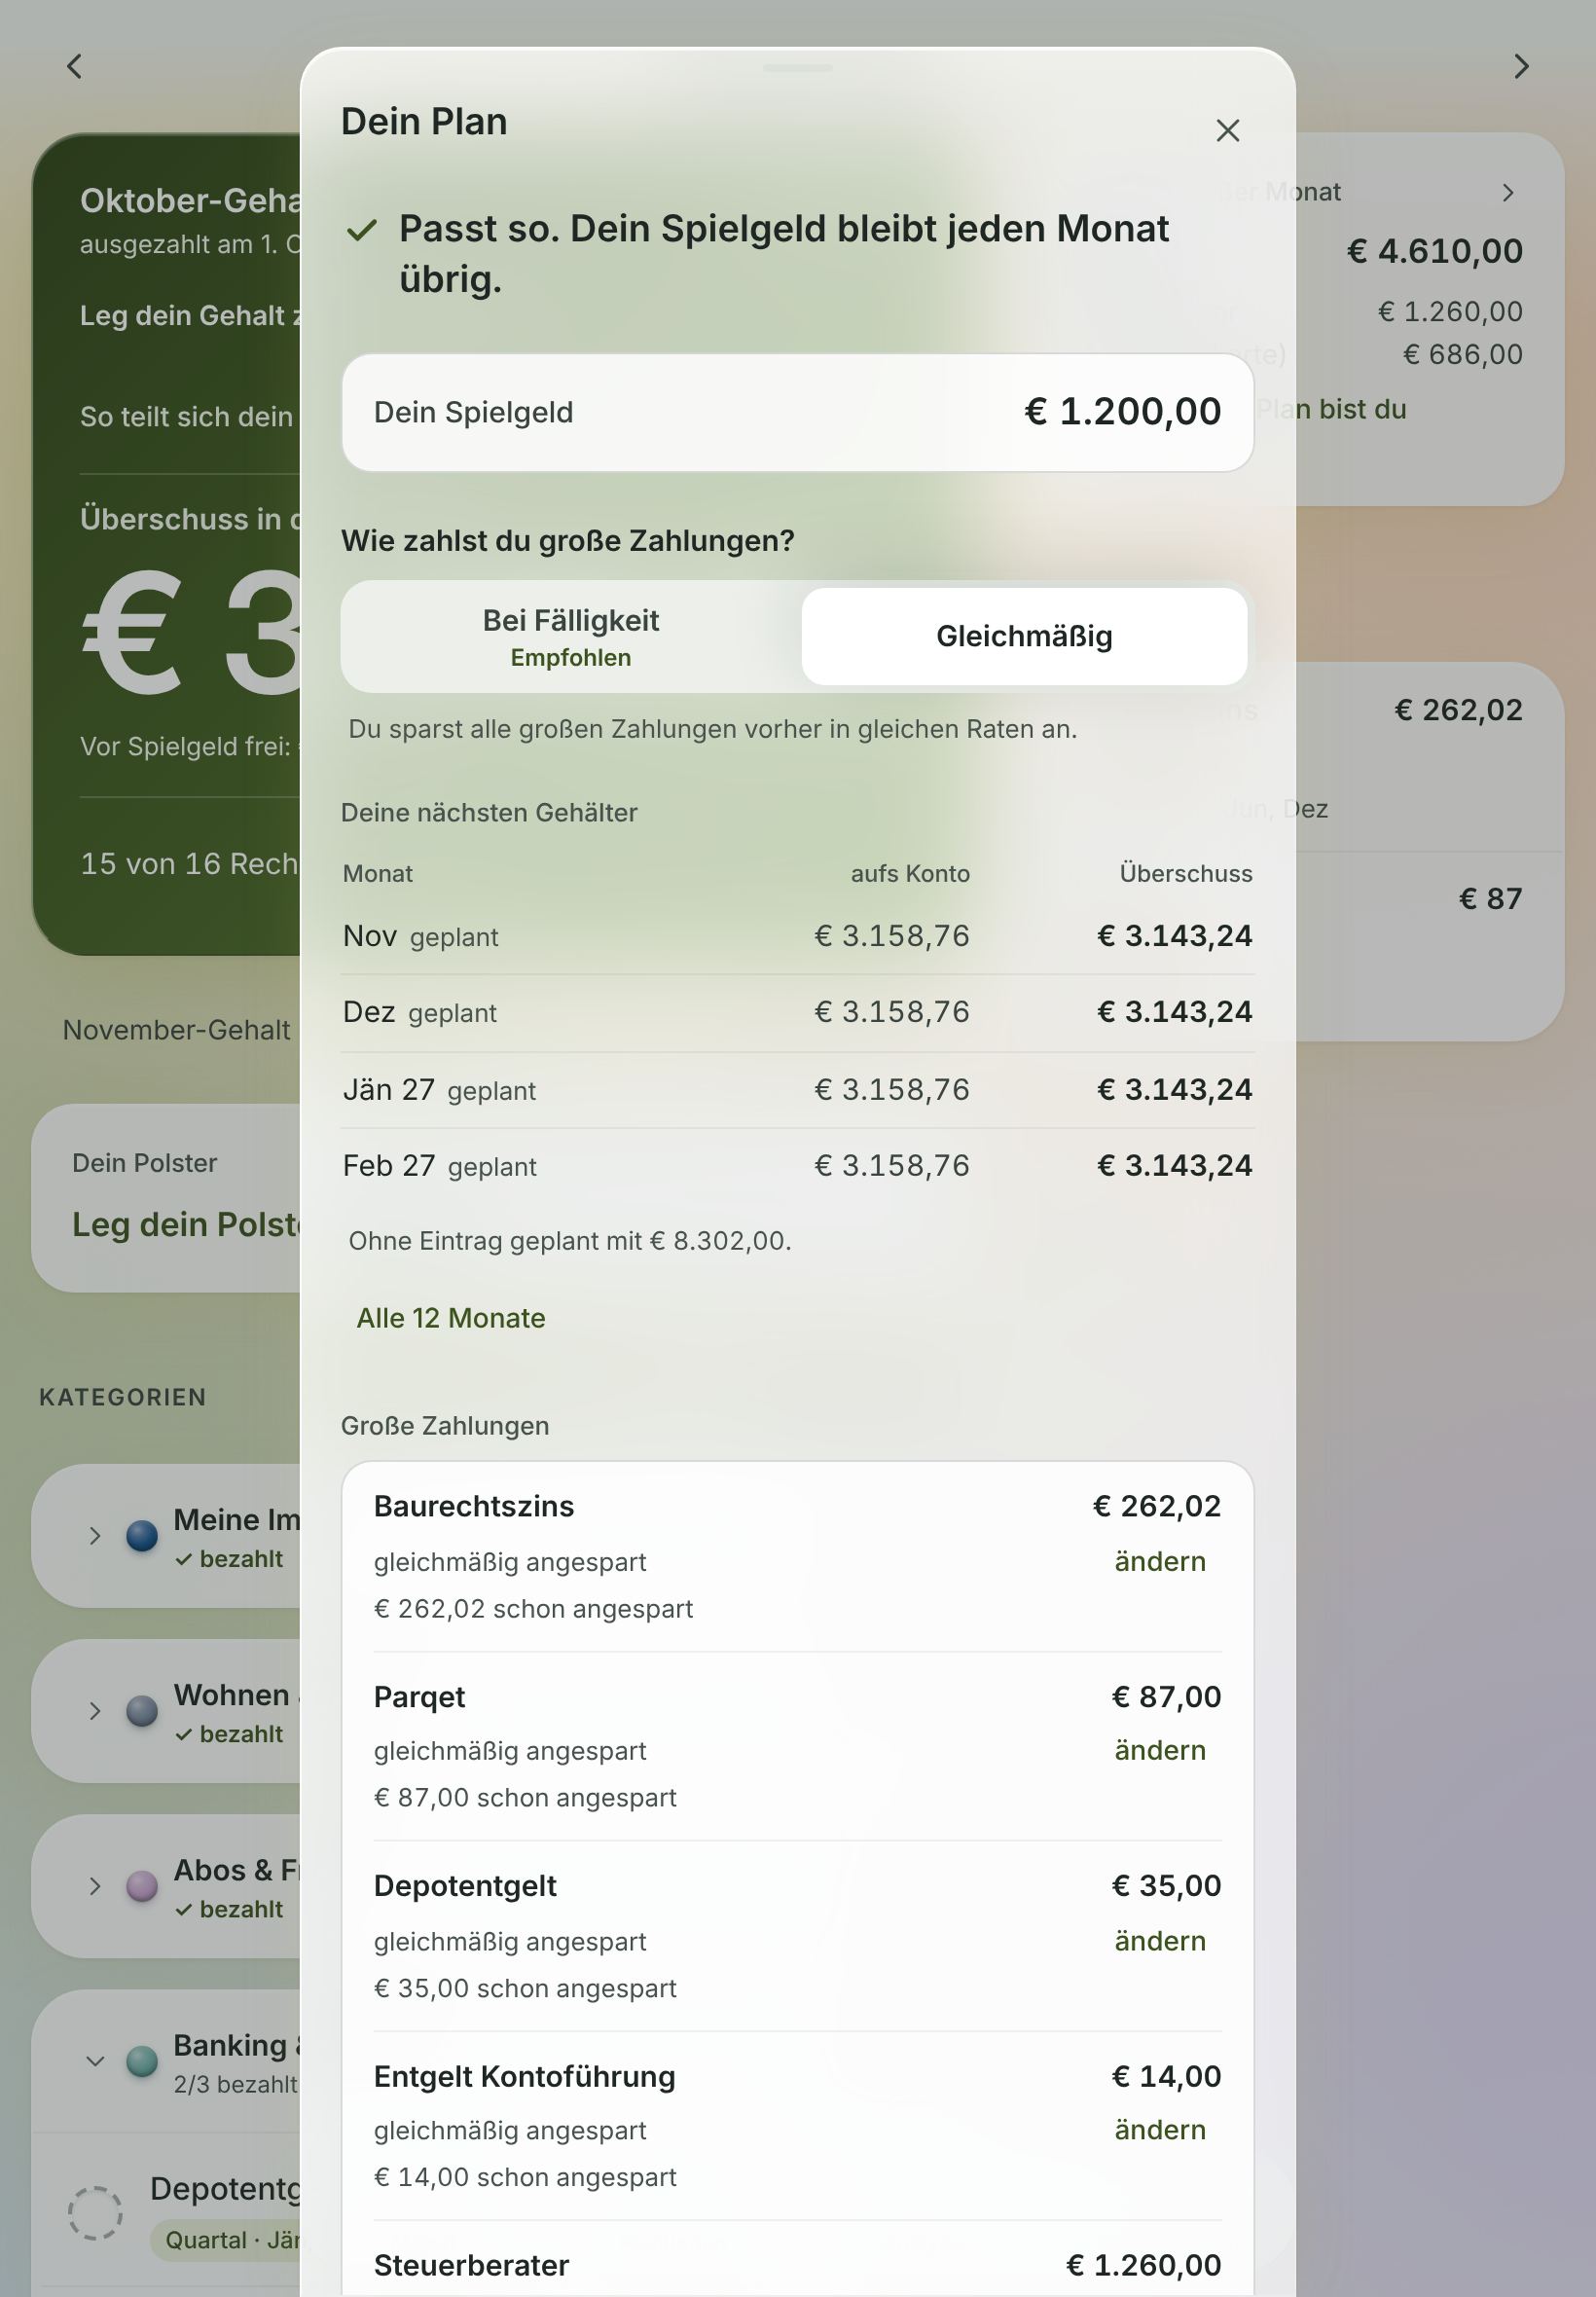 Dein Plan
Passt so. Dein Spielgeld bleibt jeden Monat
übrig.
Dein Spielgeld € 1.200,00
Wie zahlst du große Zahlungen?
Bei Fälligkeit
Empfohlen
Gleichmäßig
Du sparst alle großen Zahlungen vorher in gleichen Raten an.
Deine nächsten Gehälter
Monat aufs Konto Überschuss
Nov geplant € 3.158,76 € 3.143,24
Dez geplant € 3.158,76 € 3.143,24
Jän 27 geplant € 3.158,76 € 3.143,24
Feb 27 geplant € 3.158,76 € 3.143,24
Ohne Eintrag geplant mit € 8.302,00.
Alle 12 Monate
Große Zahlungen
Baurechtszins € 262,02
gleichmäßig angespart ändern
€ 262,02 schon angespart
Parqet € 87,00
gleichmäßig angespart ändern
€ 87,00 schon angespart
Depotentgelt € 35,00
gleichmäßig angespart ändern
€ 35,00 schon angespart
Entgelt Kontoführung € 14,00
gleichmäßig angespart ändern
€ 14,00 schon angespart
Steuerberater € 1.260,00
Oktober-Geha
ausgezahlt am 1. O
Leg dein Gehalt z
So teilt sich dein
Überschuss in d
€ 3
Vor Spielgeld frei:
15 von 16 Rech
November-Gehalt
Dein Polster
Leg dein Polste
KATEGORIEN
Meine Im
bezahlt
Wohnen
bezahlt
Abos & Fr
bezahlt
Banking &
2/3 bezahlt
Depotentg
Quartal · Jän
Monat
€ 4.610,00
€ 1.260,00
€ 686,00
Plan bist du
€ 262,02
Jun, Dez
€ 87